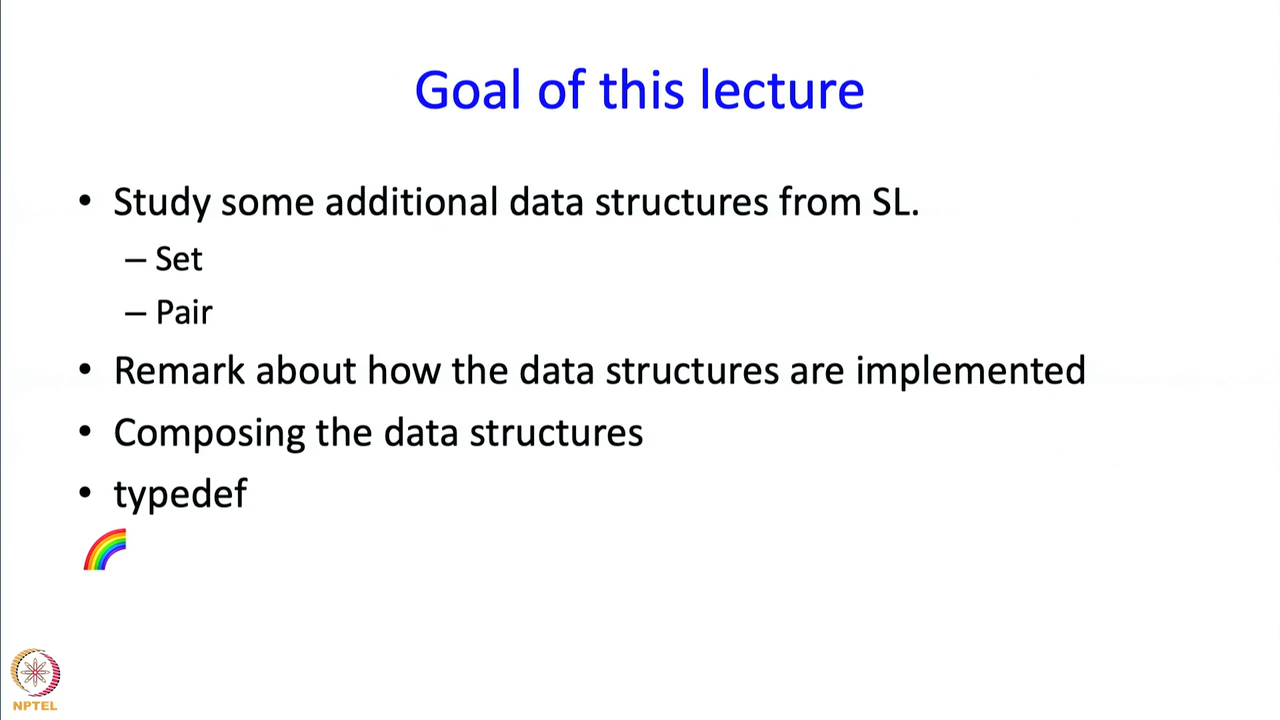 Goal of this lecture
• Study some additional data structures from SL.
– Set
– Pair
• Remark about how the data structures are implemented
• Composing the data structures
• typedef
NPTEL